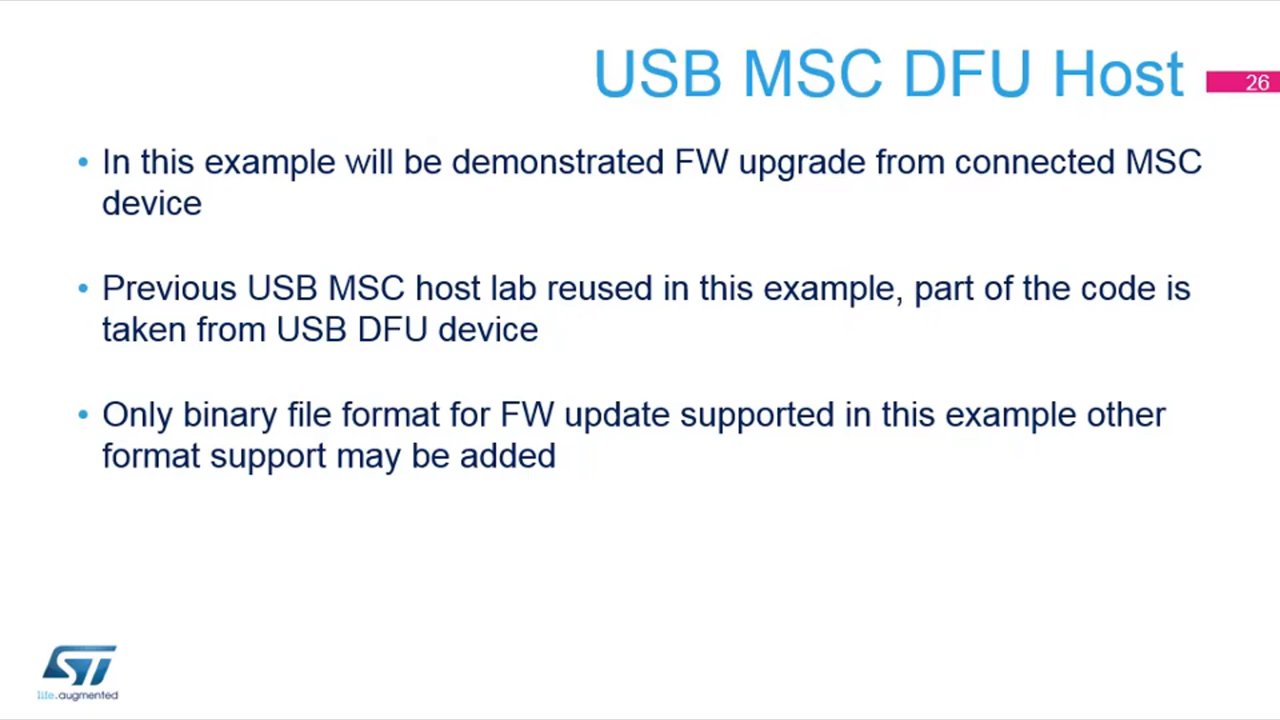 USB MSC DFU Host
26
• In this example will be demonstrated FW upgrade from connected MSC
device
• Previous USB MSC host lab reused in this example, part of the code is
taken from USB DFU device
• Only binary file format for FW update supported in this example other
format support may be added
ST
life.augmented